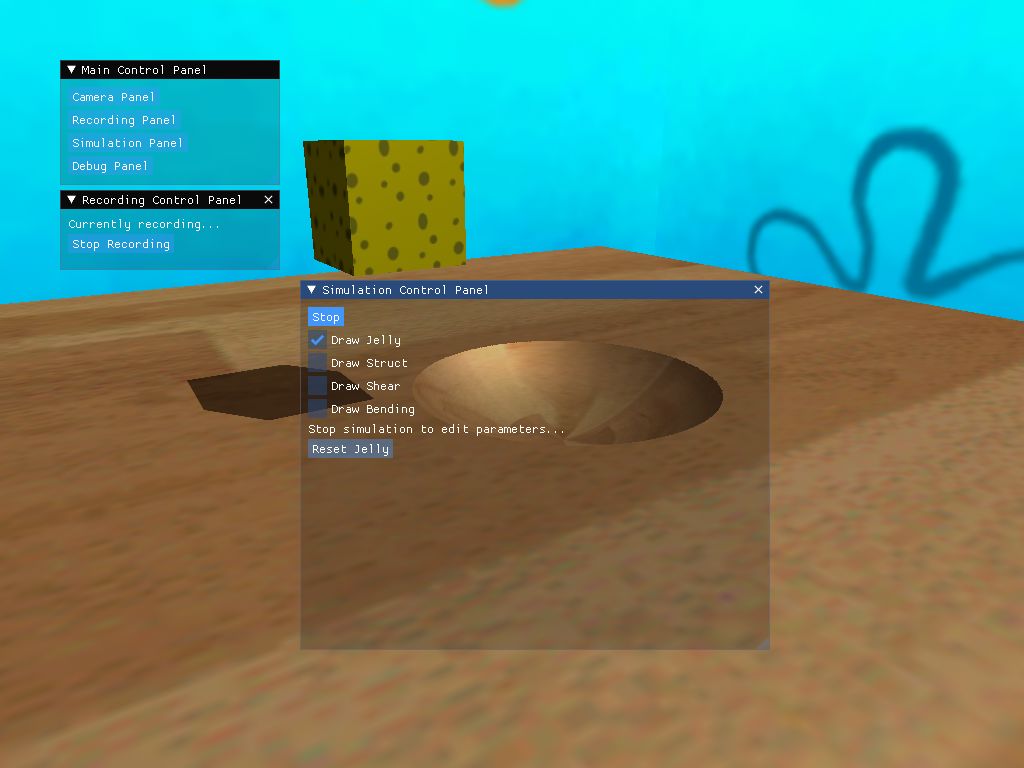 Main Control Panel
Camera Panel
Recording Panel
Simulation Panel
Debug Panel
Recording Control Panel
Currently recording...
Stop Recording
Simulation Control Panel
Stop
Draw Jelly
Draw Struct
Draw Shear
Draw Bending
Stop simulation to edit parameters...
Reset Jelly